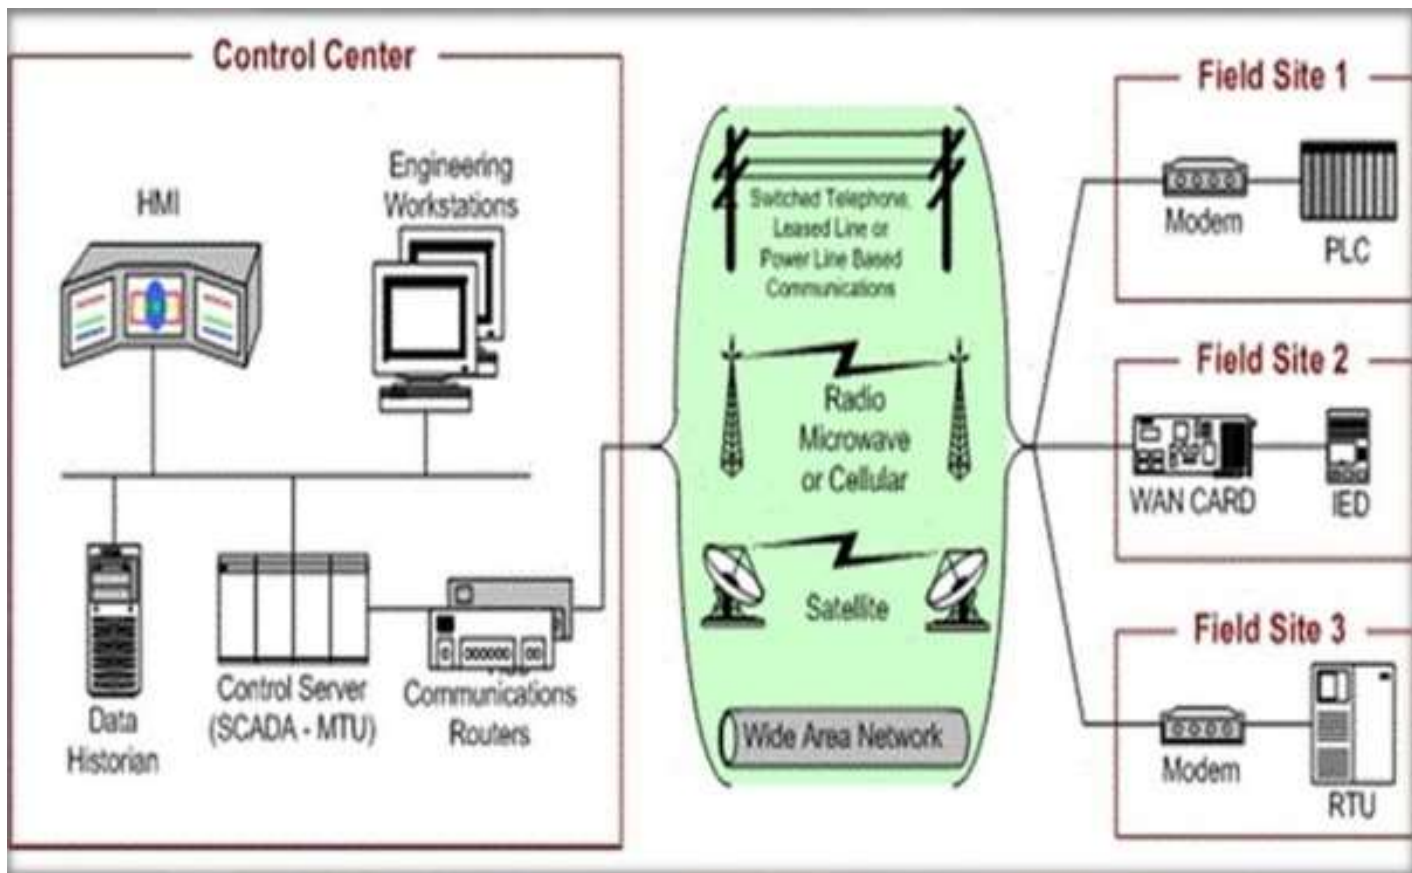 Control Center
HMI
Engineering
Workstations
Data
Historian
Control Server
(SCADA - MTU)
Communications
Routers
Switched Telephone,
Leased Line or
Power Line Based
Communications
Radio
Microwave
or Cellular
Satellite
Wide Area Network
Field Site 1
Modem
PLC
Field Site 2
WAN CARD
IED
Field Site 3
Modem
RTU